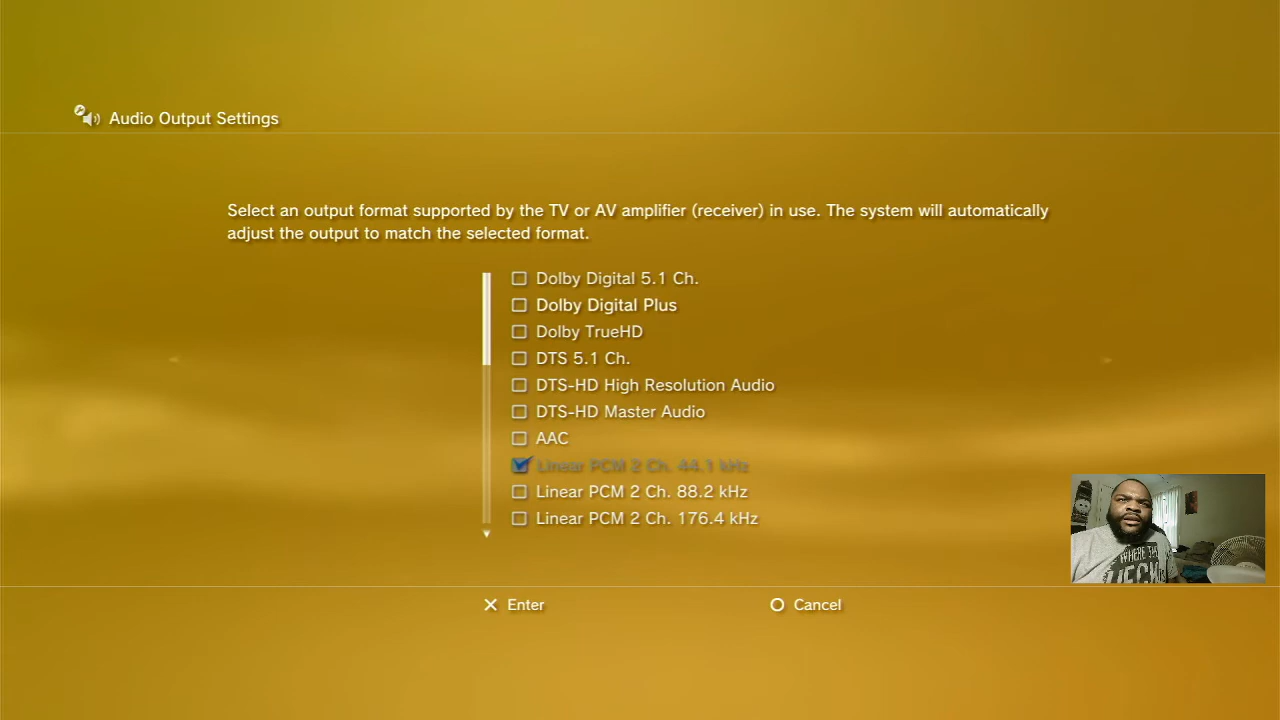 Audio Output Settings
Select an output format supported by the TV or AV amplifier (receiver) in use. The system will automatically
adjust the output to match the selected format.
Dolby Digital 5.1 Ch.
Dolby Digital Plus
Dolby TrueHD
DTS 5.1 Ch.
DTS-HD High Resolution Audio
DTS-HD Master Audio
AAC
Linear PCM 2 Ch. 44.1 kHz
Linear PCM 2 Ch. 88.2 kHz
Linear PCM 2 Ch. 176.4 kHz
WHERE THE
HECK
Enter
Cancel